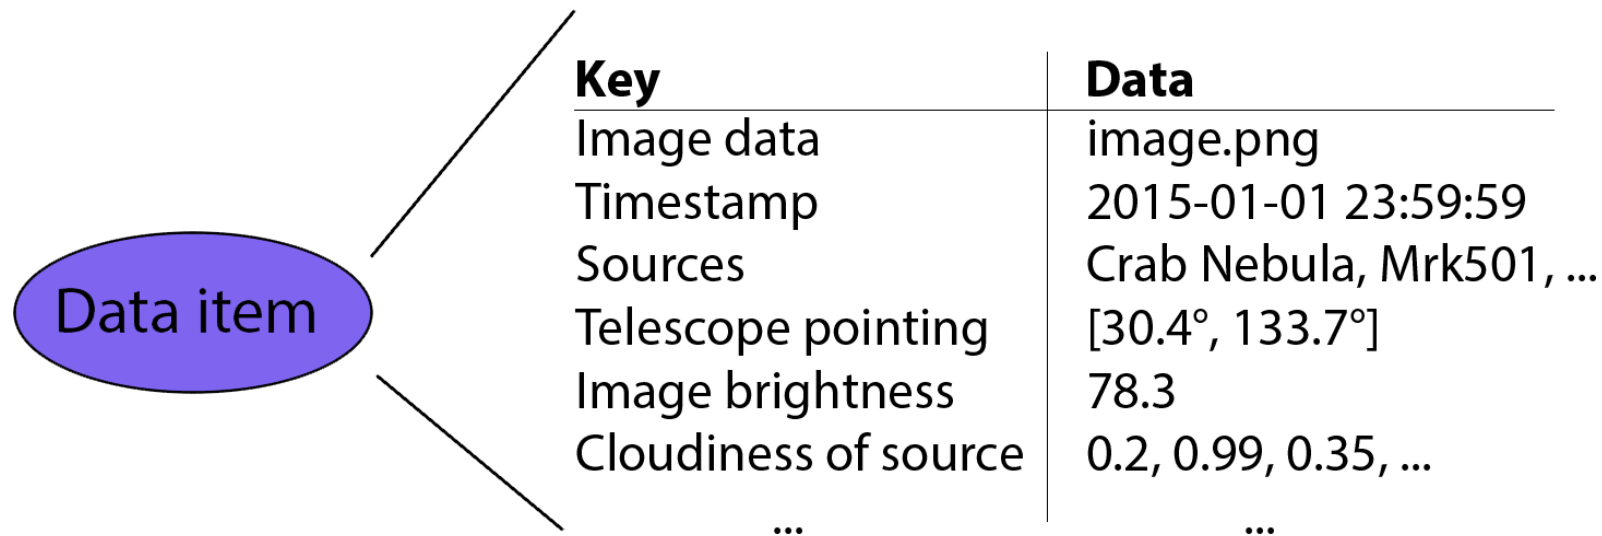 Key Data
Image data image.png
Timestamp 2015-01-01 23:59:59
Sources Crab Nebula, Mrk501, ...
Data item
Telescope pointing [30.4°, 133.7°]
Image brightness 78.3
Cloudiness of source 0.2, 0.99, 0.35, ...
... ...